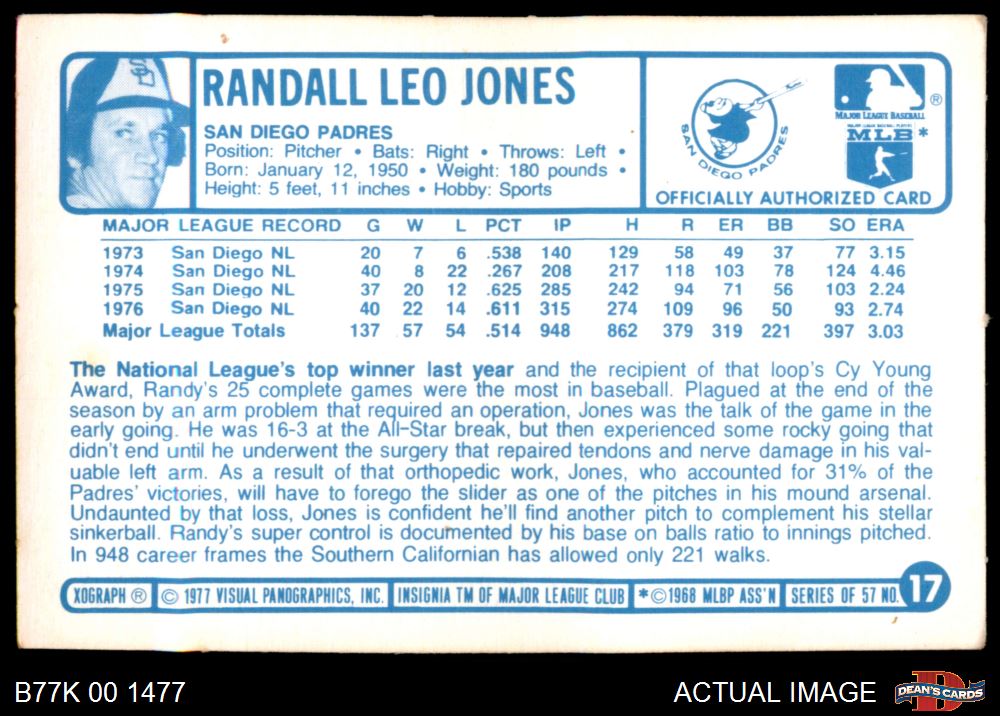 SD
RANDALL LEO JONES
SAN DIEGO PADRES
Position: Pitcher • Bats: Right • Throws: Left •
Born: January 12, 1950 • Weight: 180 pounds •
Height: 5 feet, 11 inches • Hobby: Sports
SAN DIEGO PADRES
MAJOR LEAGUE BASEBALL
®
MLB *
OFFICIALLY AUTHORIZED CARD
MAJOR LEAGUE RECORD G W L PCT IP H R ER BB SO ERA
1973 San Diego NL 20 7 6 .538 140 129 58 49 37 77 3.15
1974 San Diego NL 40 8 22 .267 208 217 118 103 78 124 4.46
1975 San Diego NL 37 20 12 .625 285 242 94 71 56 103 2.24
1976 San Diego NL 40 22 14 .611 315 274 109 96 50 93 2.74
Major League Totals 137 57 54 .514 948 862 379 319 221 397 3.03
The National League's top winner last year and the recipient of that loop's Cy Young
Award, Randy's 25 complete games were the most in baseball. Plagued at the end of the
season by an arm problem that required an operation, Jones was the talk of the game in the
early going. He was 16-3 at the All-Star break, but then experienced some rocky going that
didn't end until he underwent the surgery that repaired tendons and nerve damage in his val-
uable left arm. As a result of that orthopedic work, Jones, who accounted for 31% of the
Padres' victories, will have to forego the slider as one of the pitches in his mound arsenal.
Undaunted by that loss, Jones is confident he'll find another pitch to complement his stellar
sinkerball. Randy's super control is documented by his base on balls ratio to innings pitched.
In 948 career frames the Southern Californian has allowed only 221 walks.
XOGRAPH ® © 1977 VISUAL PANOGRAPHICS, INC. INSIGNIA TM OF MAJOR LEAGUE CLUB *©1968 MLBP ASS'N SERIES OF 57 NO. 17
B77K 00 1477
ACTUAL IMAGE
D
DEAN'S CARDS